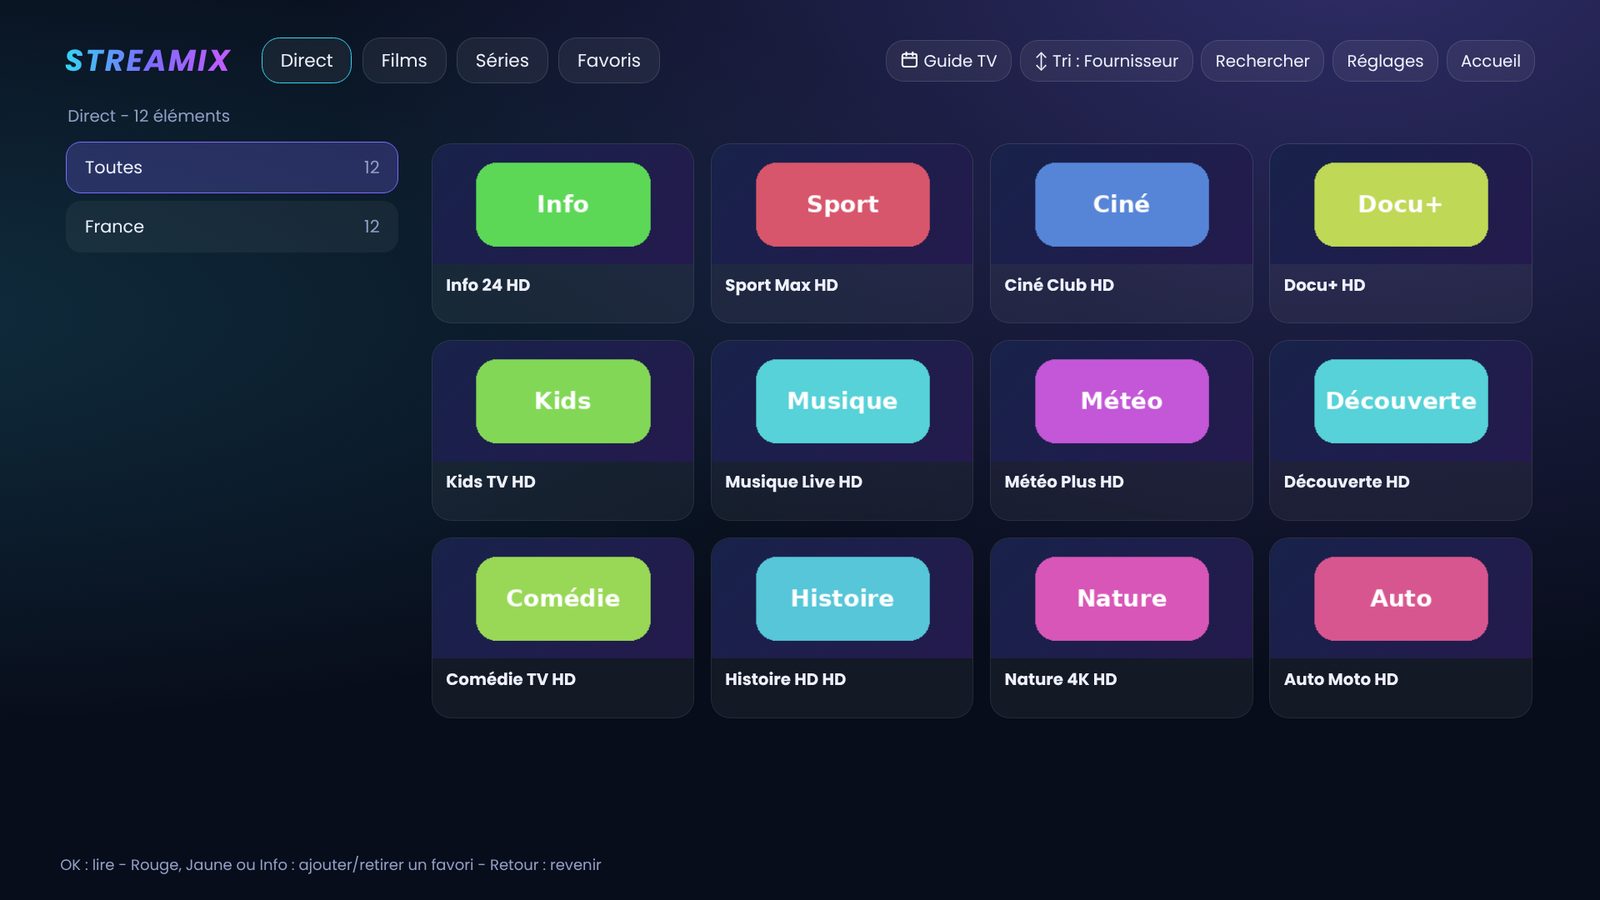 STREAMIX
Direct
Films
Séries
Favoris
Guide TV
Tri : Fournisseur
Rechercher
Réglages
Accueil
Direct - 12 éléments
Toutes 12
France 12
Info
Info 24 HD
Sport
Sport Max HD
Ciné
Ciné Club HD
Docu+
Docu+ HD
Kids
Kids TV HD
Musique
Musique Live HD
Météo
Météo Plus HD
Découverte
Découverte HD
Comédie
Comédie TV HD
Histoire
Histoire HD HD
Nature
Nature 4K HD
Auto
Auto Moto HD
OK : lire - Rouge, Jaune ou Info : ajouter/retirer un favori - Retour : revenir